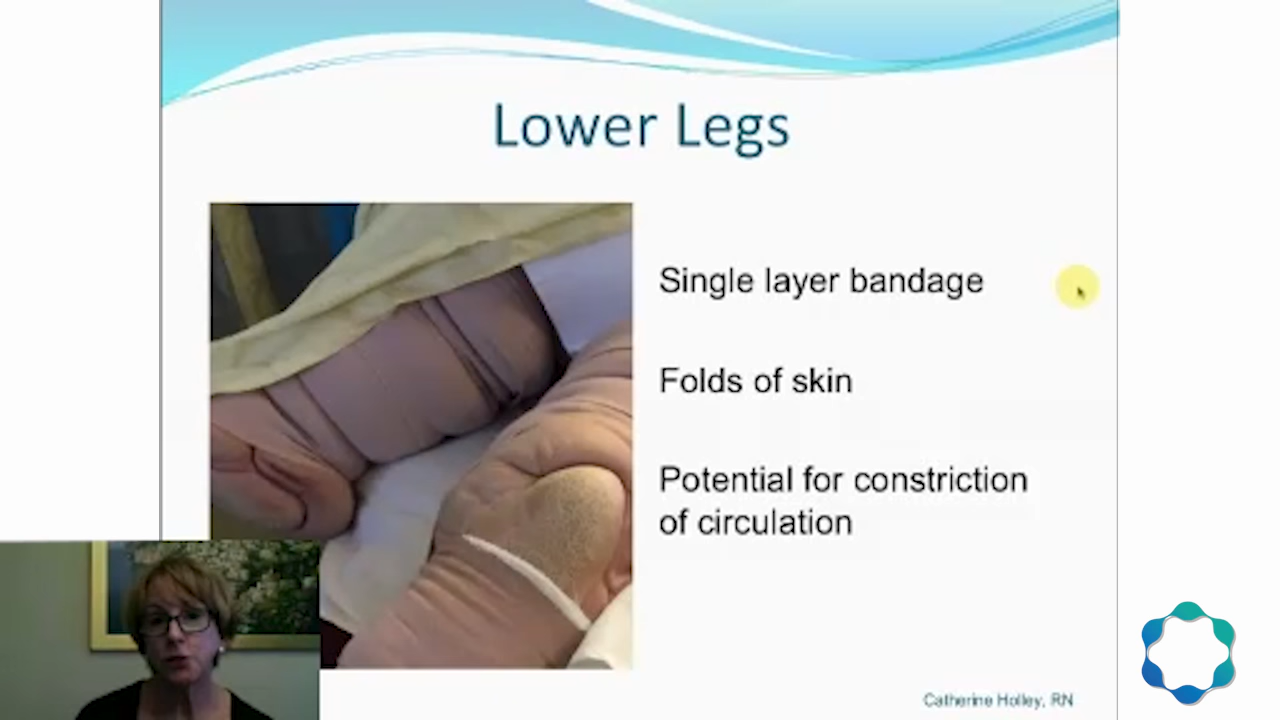 Lower Legs
Single layer bandage
Folds of skin
Potential for constriction
of circulation
Catherine Holley, RN